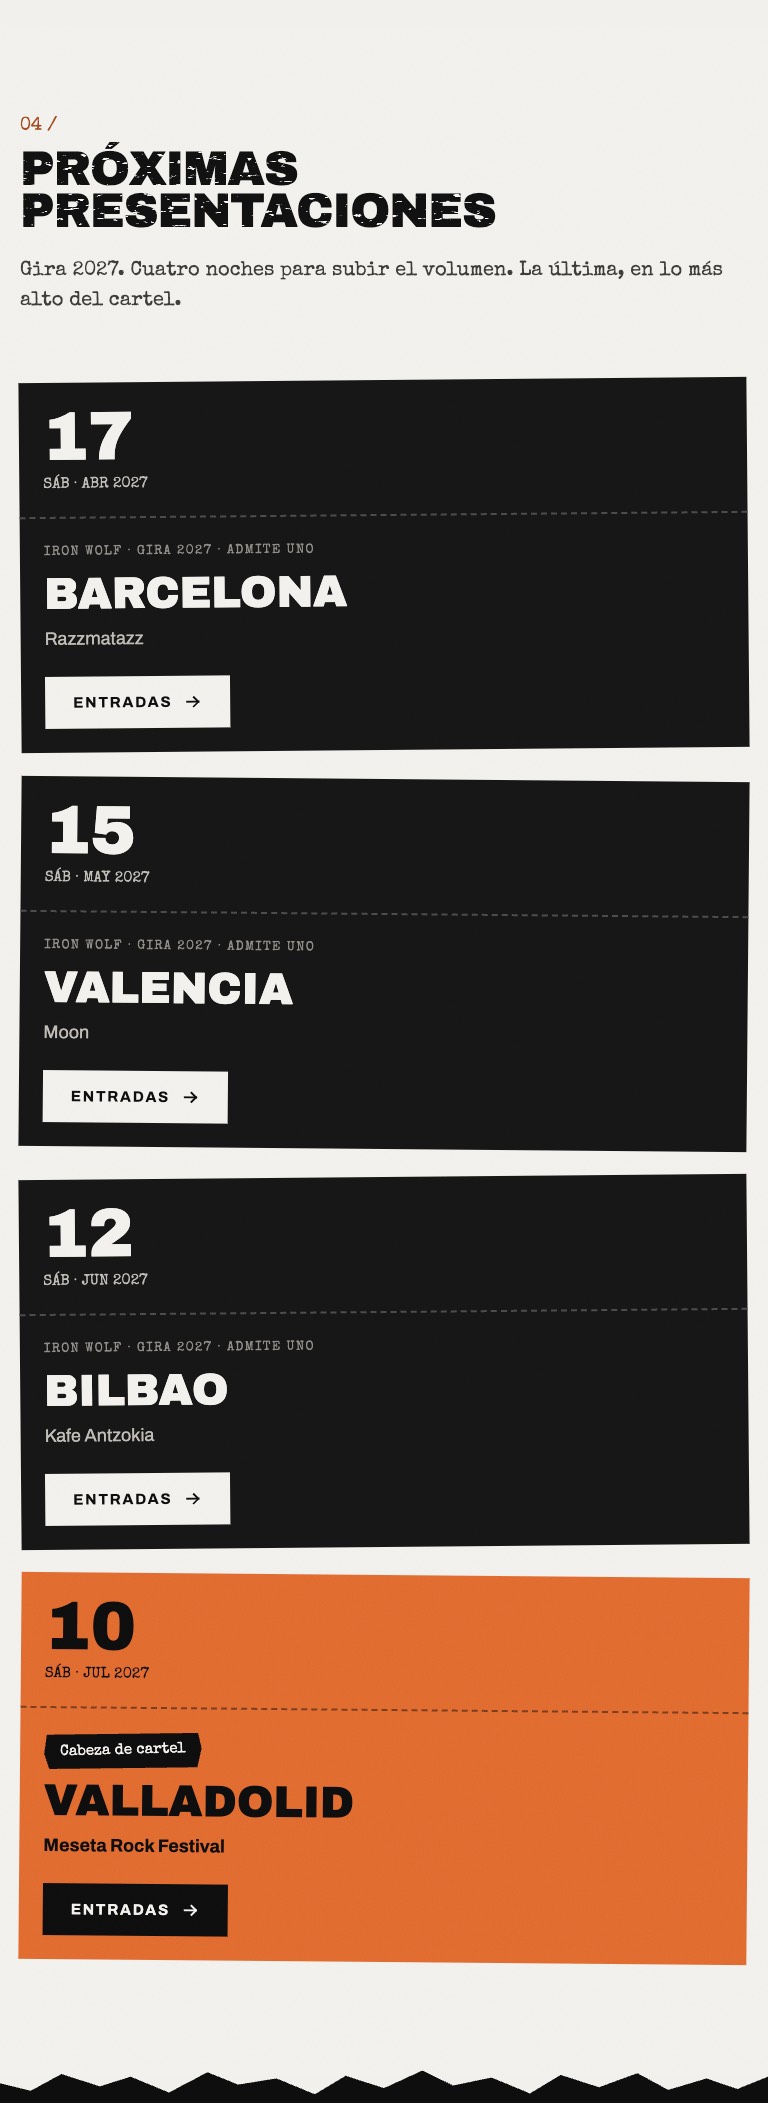 04 /
PRÓXIMAS
PRESENTACIONES
Gira 2027. Cuatro noches para subir el volumen. La última, en lo más
alto del cartel.
17
SÁB · ABR 2027
IRON WOLF · GIRA 2027 · ADMITE UNO
BARCELONA
Razzmatazz
ENTRADAS →
15
SÁB · MAY 2027
IRON WOLF · GIRA 2027 · ADMITE UNO
VALENCIA
Moon
ENTRADAS →
12
SÁB · JUN 2027
IRON WOLF · GIRA 2027 · ADMITE UNO
BILBAO
Kafe Antzokia
ENTRADAS →
10
SÁB · JUL 2027
Cabeza de cartel
VALLADOLID
Meseta Rock Festival
ENTRADAS →